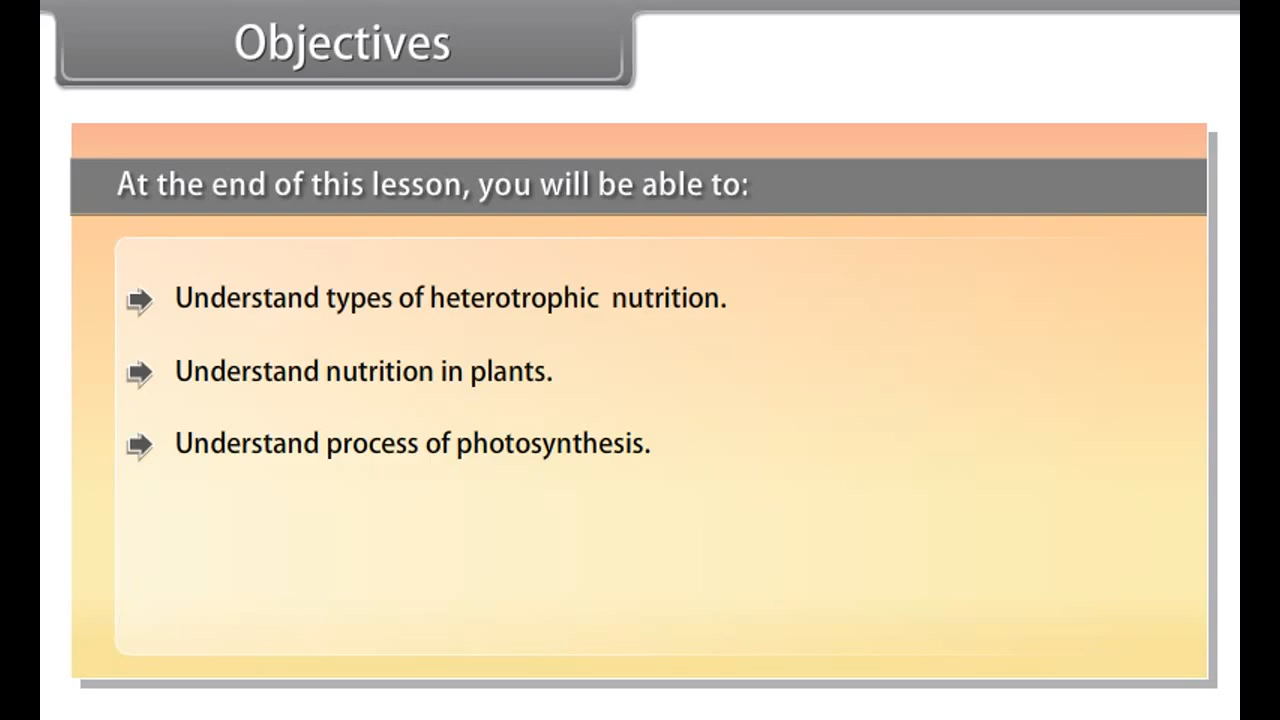 Objectives
At the end of this lesson, you will be able to:
Understand types of heterotrophic nutrition.
Understand nutrition in plants.
Understand process of photosynthesis.